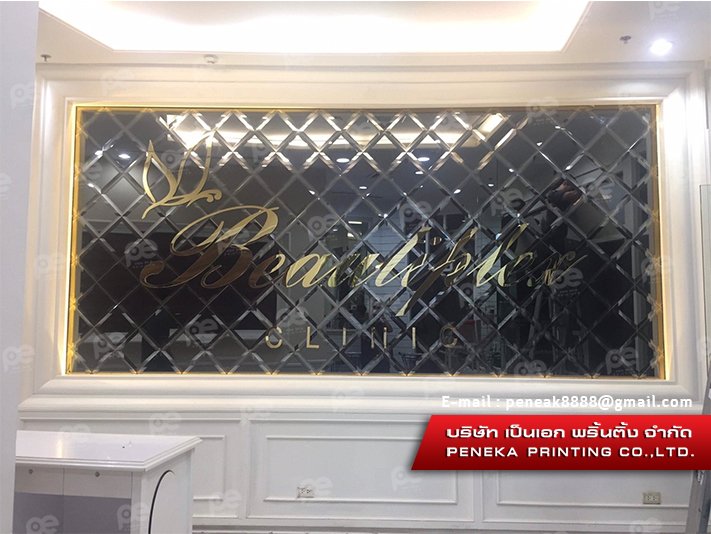 Beautiplex
CLINIC
E-mail : peneak8888@gmail.com
บริษัท เป็นเอก พริ้นติ้ง จำกัด
PENEKA PRINTING CO.,LTD.